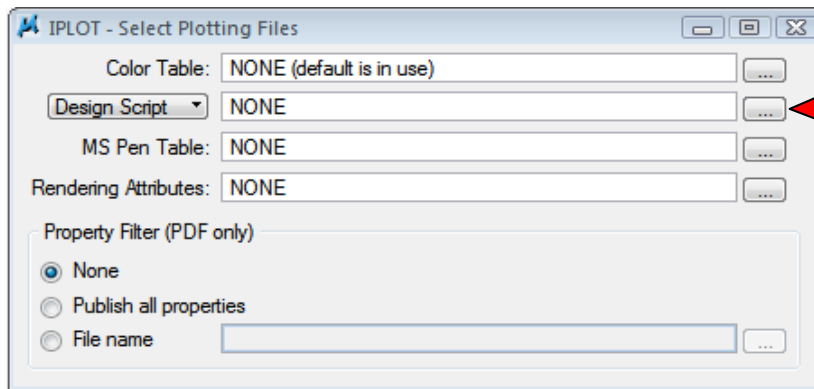 IPLOT - Select Plotting Files
Color Table: NONE (default is in use) ...
Design Script NONE ...
MS Pen Table: NONE ...
Rendering Attributes: NONE ...
Property Filter (PDF only)
None
Publish all properties
File name ...